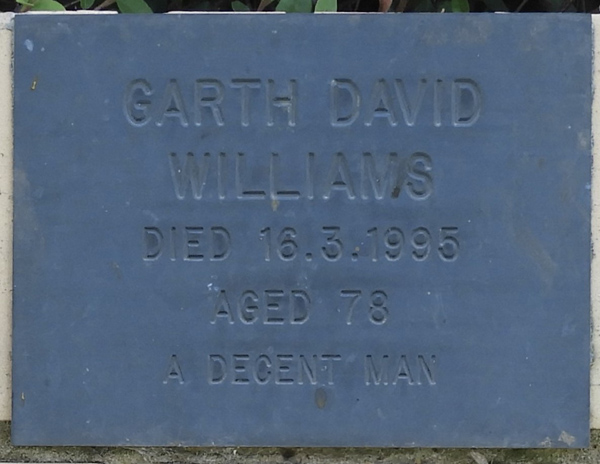 GARTH DAVID
WILLIAMS
DIED 16.3.1995
AGED 78
A DECENT MAN